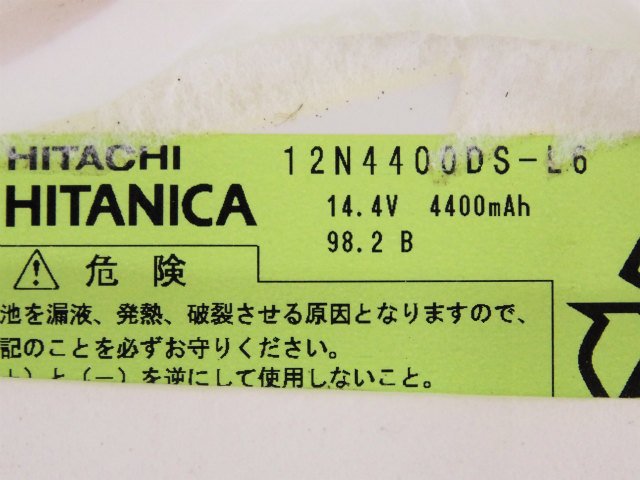 HITACHI 12N4400DS-L6
HITANICA 14.4V 4400mAh
98.2 B
危険
池を漏液、発熱、破裂させる原因となりますので、
記のことを必ずお守りください。
+)と(−)を逆にして使用しないこと。